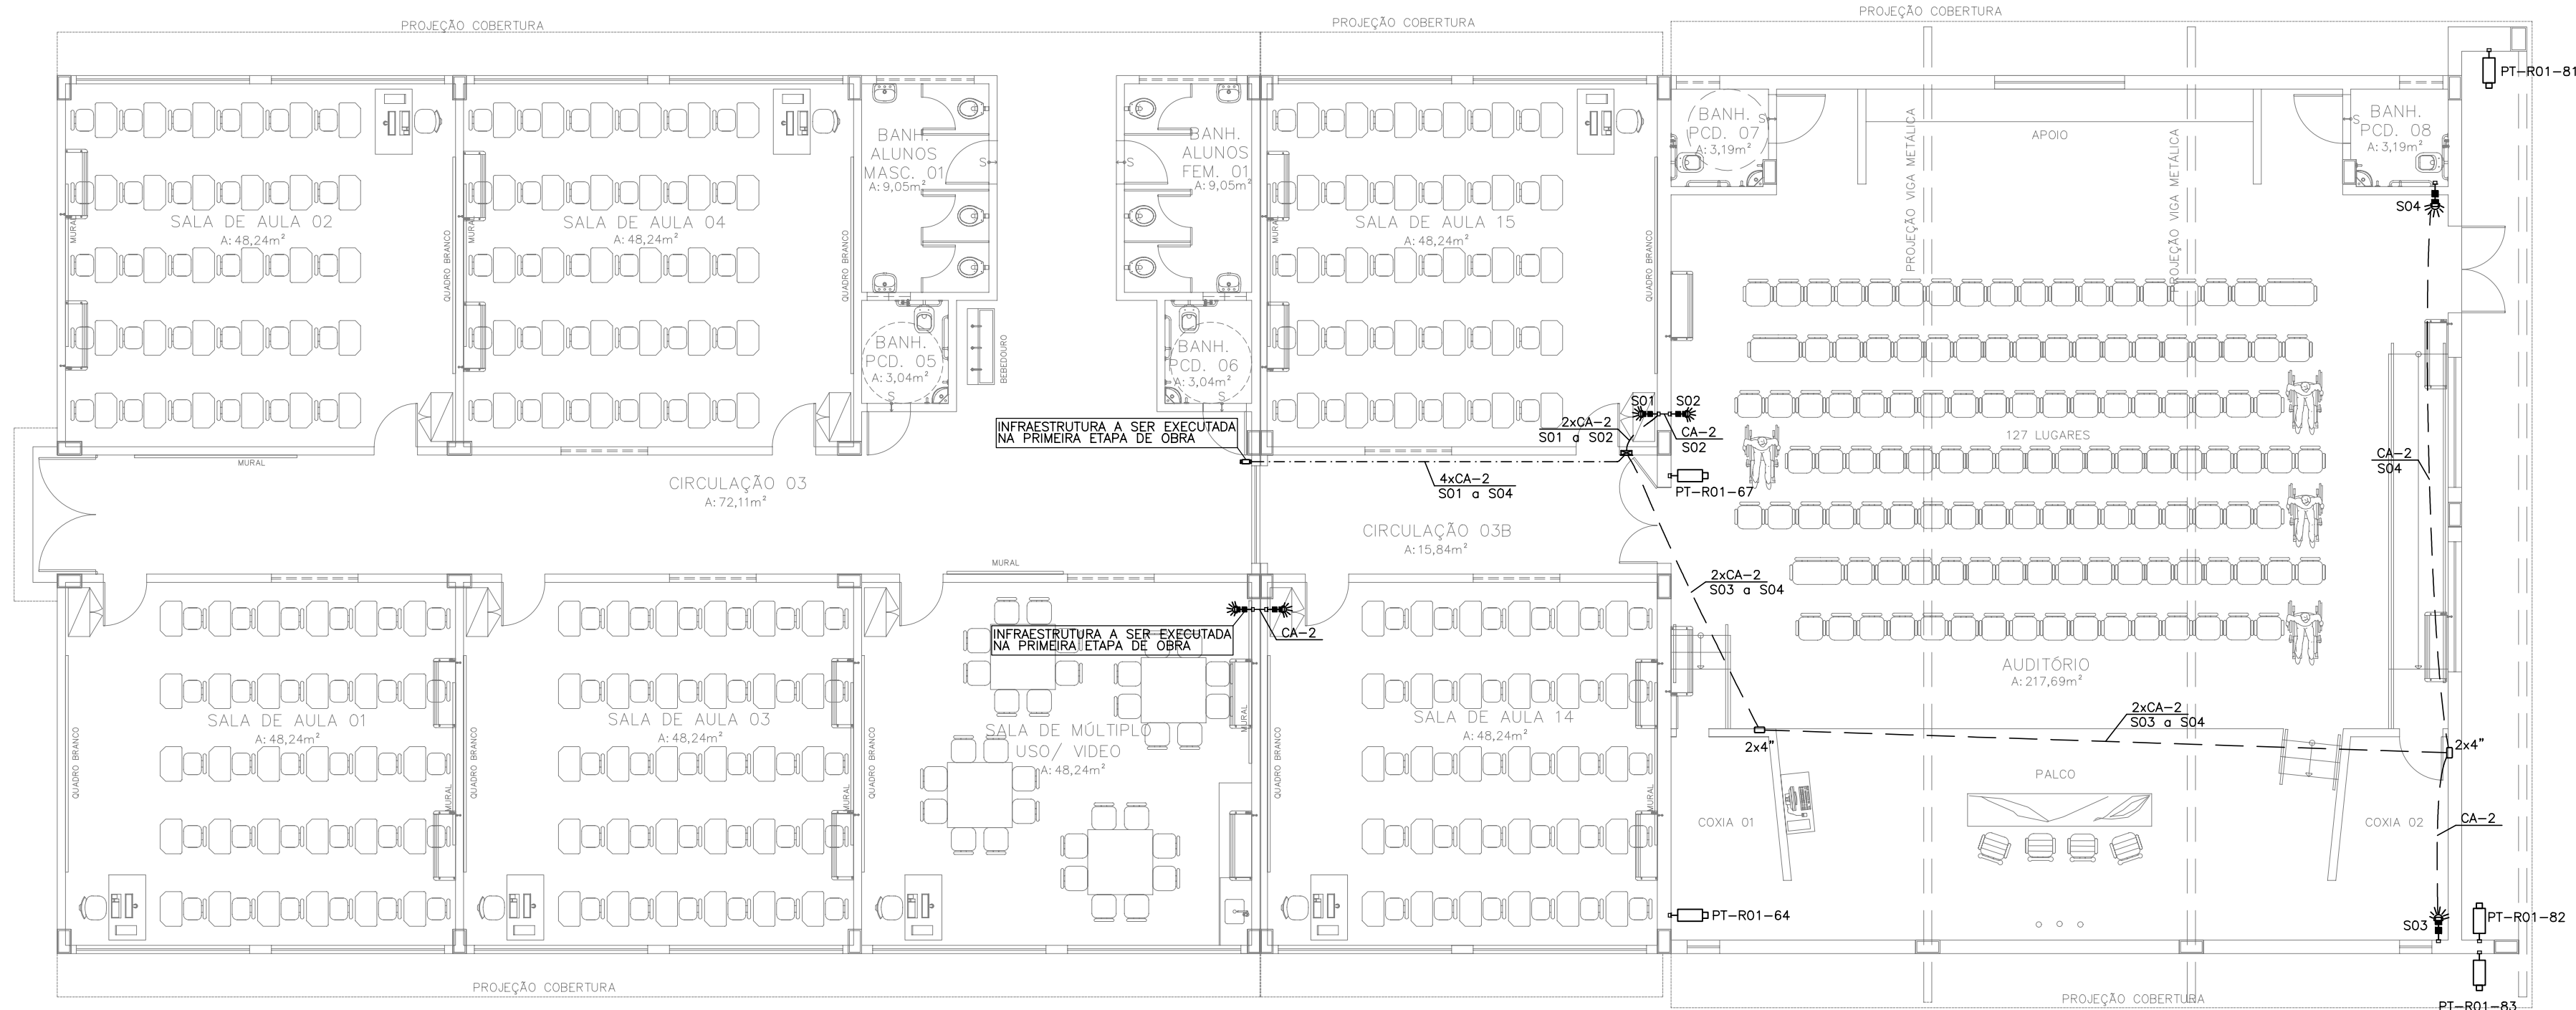 PROJEÇÃO COBERTURA
PROJEÇÃO COBERTURA
PROJEÇÃO COBERTURA
PT-R01-81
BANH.
ALUNOS
MASC. 01
A: 9,05m²
S
BANH.
ALUNOS
FEM. 01
A: 9,05m²
S
BANH.
PCD. 07
A: 3,19m²
S
PROJEÇÃO VIGA METÁLICA
APOIO
PROJEÇÃO VIGA METÁLICA
BANH.
PCD. 08
A: 3,19m²
S
S04
MURAL
SALA DE AULA 02
A: 48,24m²
QUADRO BRANCO
MURAL
SALA DE AULA 04
A: 48,24m²
QUADRO BRANCO
MURAL
SALA DE AULA 15
A: 48,24m²
QUADRO BRANCO
BANH.
PCD. 05
A: 3,04m²
S
BEBEDOURO
BANH.
PCD. 06
A: 3,04m²
S
INFRAESTRUTURA A SER EXECUTADA
NA PRIMEIRA ETAPA DE OBRA
S01
S02
2xCA-2
S01 a S02
CA-2
S02
127 LUGARES
CA-2
S04
MURAL
CIRCULAÇÃO 03
A: 72,11m²
4xCA-2
S01 a S04
PT-R01-67
CIRCULAÇÃO 03B
A: 15,84m²
MURAL
2xCA-2
S03 a S04
INFRAESTRUTURA A SER EXECUTADA
NA PRIMEIRA ETAPA DE OBRA
CA-2
AUDITÓRIO
A: 217,69m²
QUADRO BRANCO
SALA DE AULA 01
A: 48,24m²
MURAL
QUADRO BRANCO
SALA DE AULA 03
A: 48,24m²
MURAL
QUADRO BRANCO
SALA DE MÚLTIPLO
USO/ VIDEO
A: 48,24m²
MURAL
QUADRO BRANCO
SALA DE AULA 14
A: 48,24m²
MURAL
2xCA-2
S03 a S04
2x4"
2x4"
PALCO
COXIA 01
COXIA 02
CA-2
PT-R01-64
S03
PT-R01-82
PROJEÇÃO COBERTURA
PROJEÇÃO COBERTURA
PT-R01-83